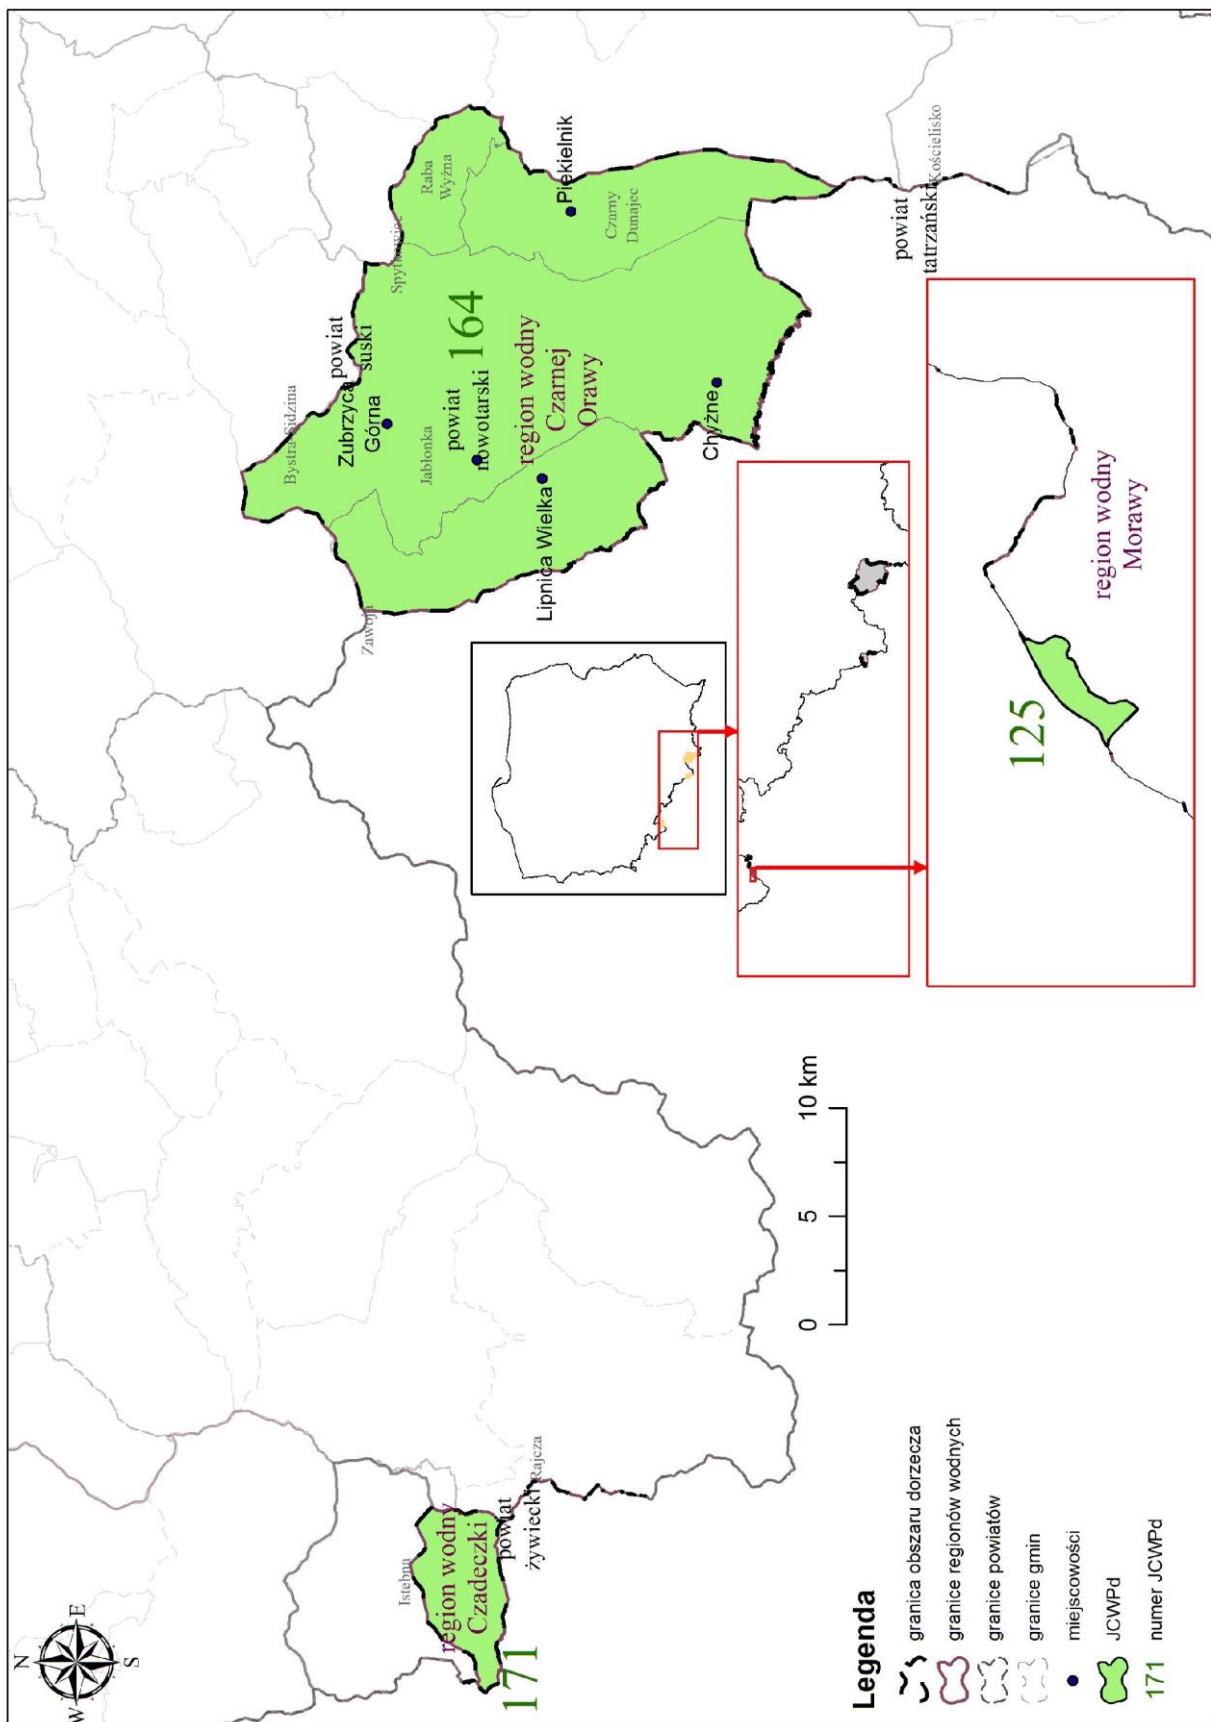 N
W
E
S
171
region wodny
Czadeczki
Istebna
powiat
żywiecki
Rajcza
Zawoja
Bystra-Sidzina
Zubrzyca
Górna
powiat
suski
Spytkowice
Raba
Wyżna
Jabłonka
powiat
nowotarski
164
region wodny
Czarnej
Orawy
Lipnica Wielka
Piekielnik
Czarny
Dunajec
Chyżne
powiat
tatrzański
Kościelisko
125
region wodny
Morawy
0
5
10 km
Legenda
granica obszaru dorzecza
granice regionów wodnych
granice powiatów
granice gmin
miejscowości
JCWPd
171
numer JCWPd